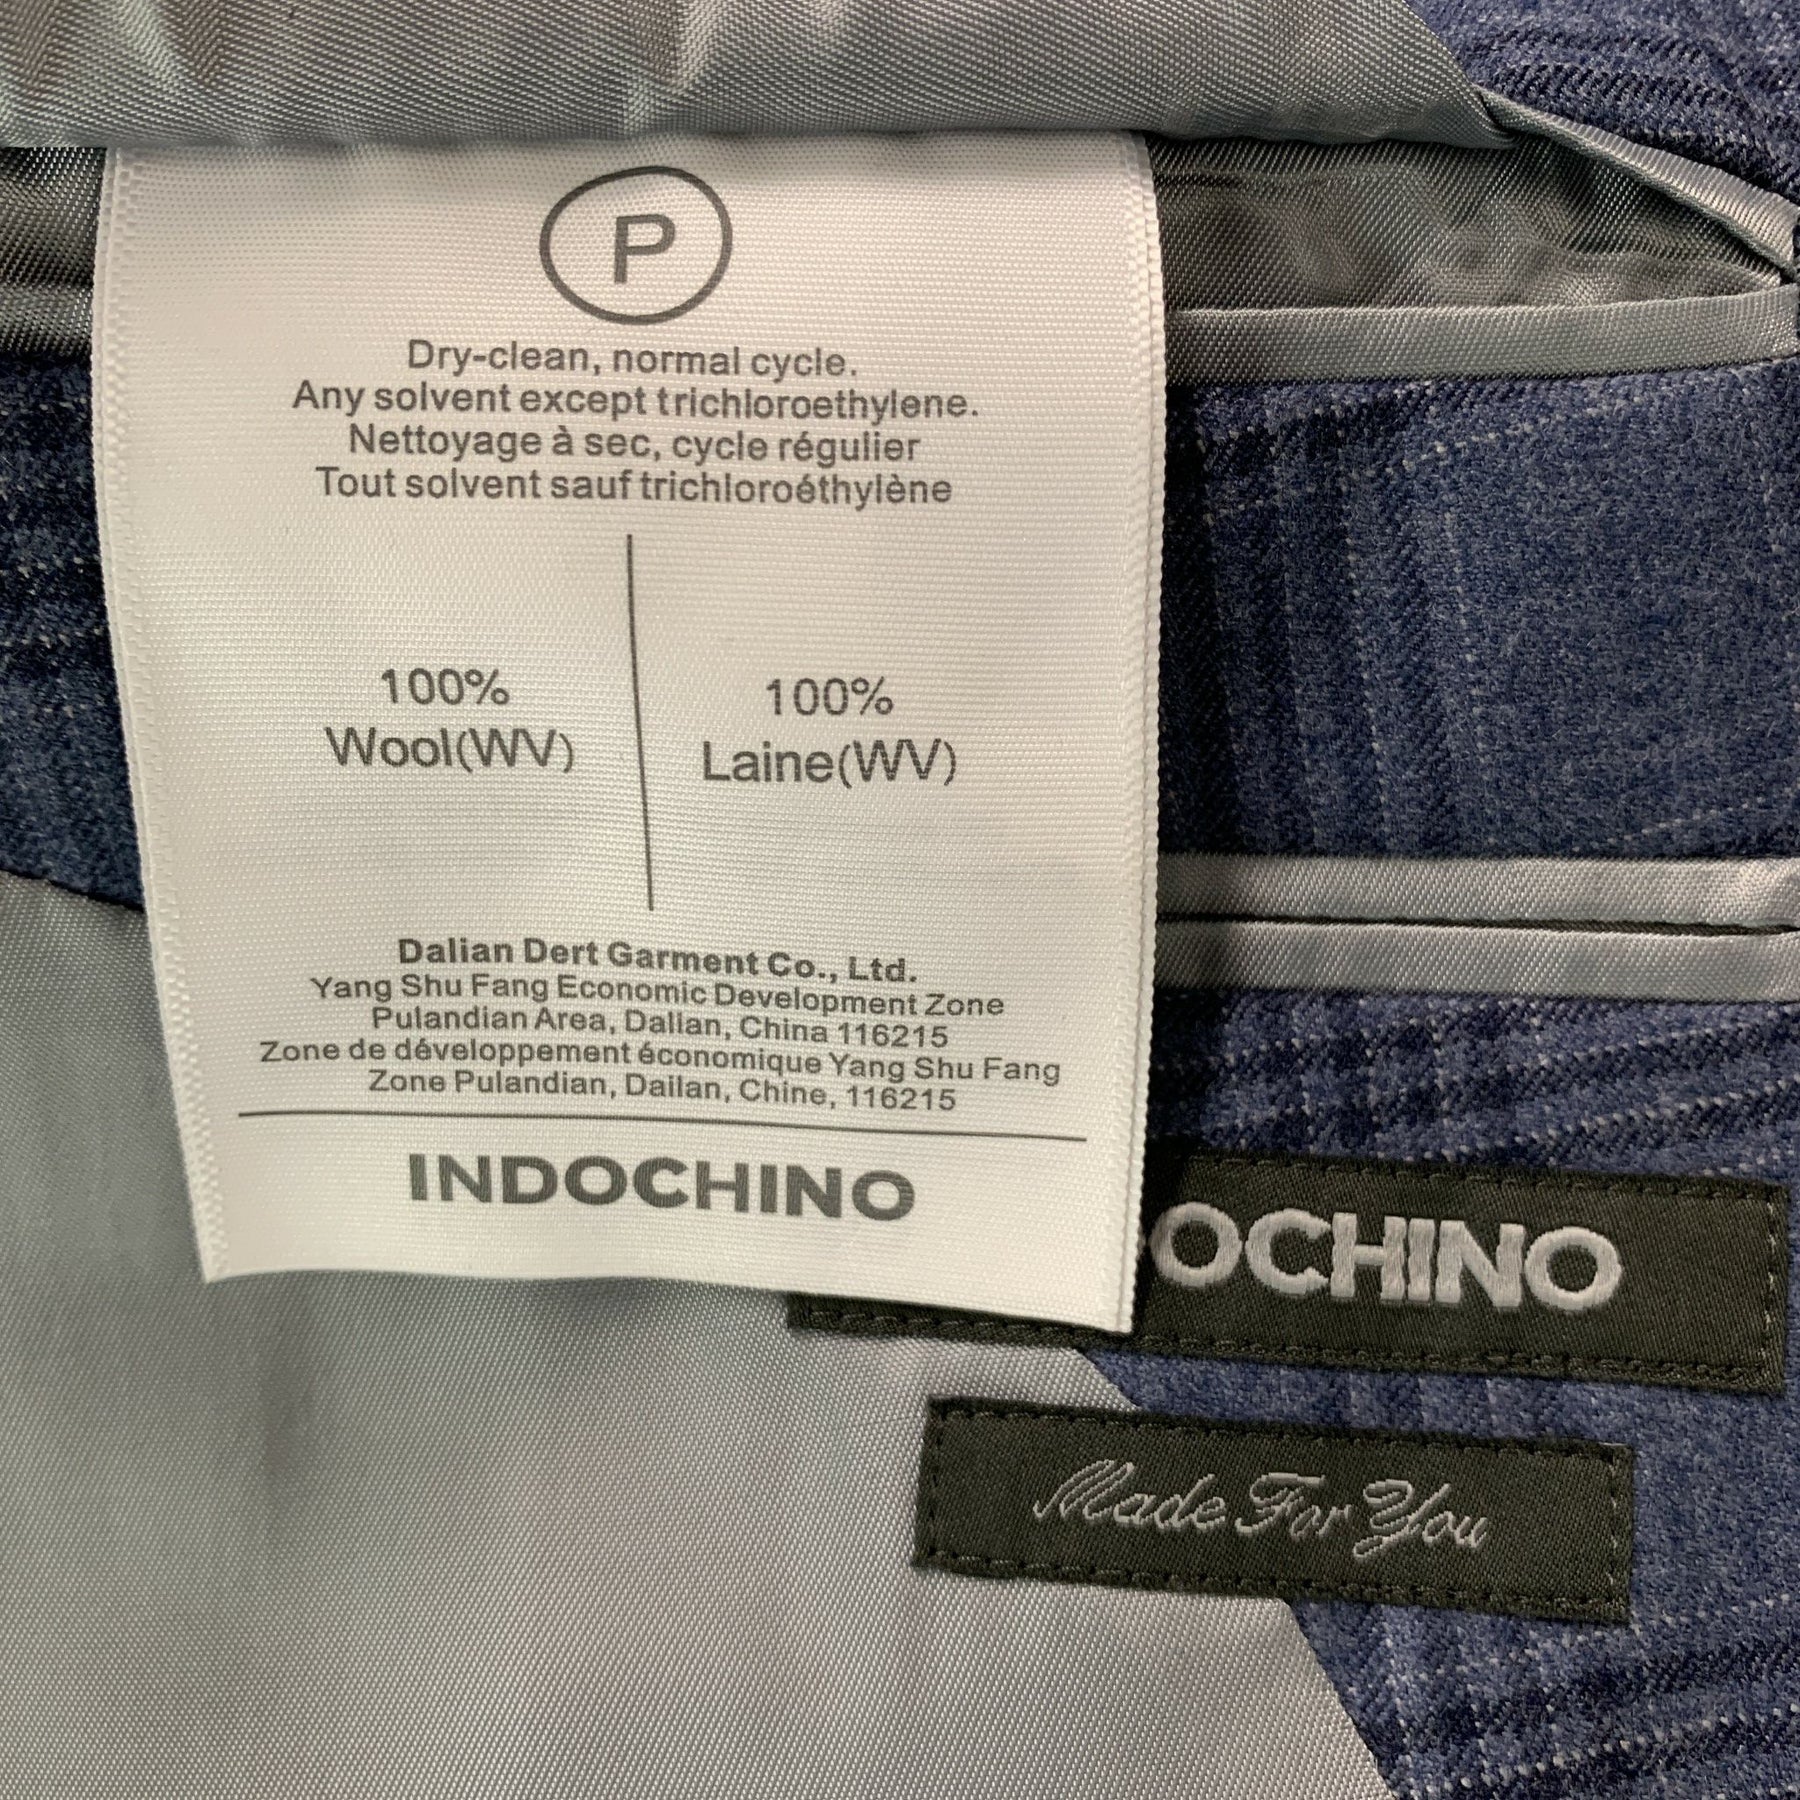 P
Dry-clean, normal cycle.
Any solvent except trichloroethylene.
Nettoyage à sec, cycle régulier
Tout solvent sauf trichloroéthylène
100%
Wool(WV)
100%
Laine(WV)
Dalian Dert Garment Co., Ltd.
Yang Shu Fang Economic Development Zone
Pulandian Area, Dalian, China 116215
Zone de développement économique Yang Shu Fang
Zone Pulandian, Dailan, Chine, 116215
INDOCHINO
OCHINO
Made For You